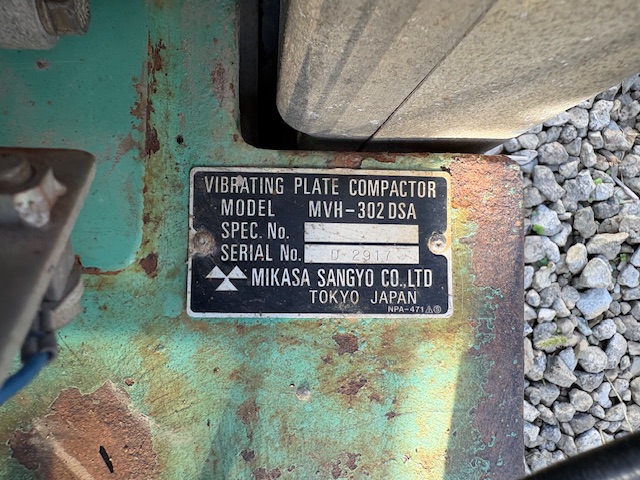 VIBRATING PLATE COMPACTOR
MODEL MVH-302DSA
SPEC. No.
SERIAL No. D-2917
MIKASA SANGYO CO.,LTD
TOKYO JAPAN
NPA-471